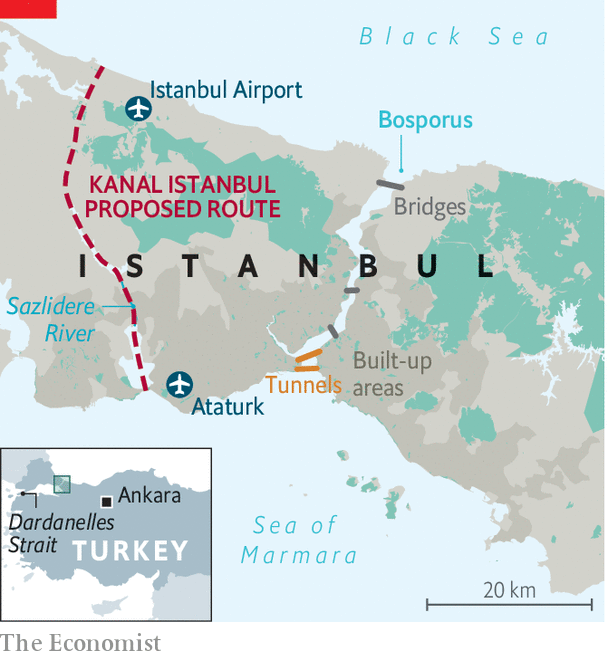 Black Sea
Istanbul Airport
Bosporus
KANAL ISTANBUL
PROPOSED ROUTE
Bridges
ISTANBUL
Sazlidere
River
Built-up
areas
Tunnels
Ataturk
Ankara
Dardanelles
Strait
TURKEY
Sea of
Marmara
20 km
The Economist